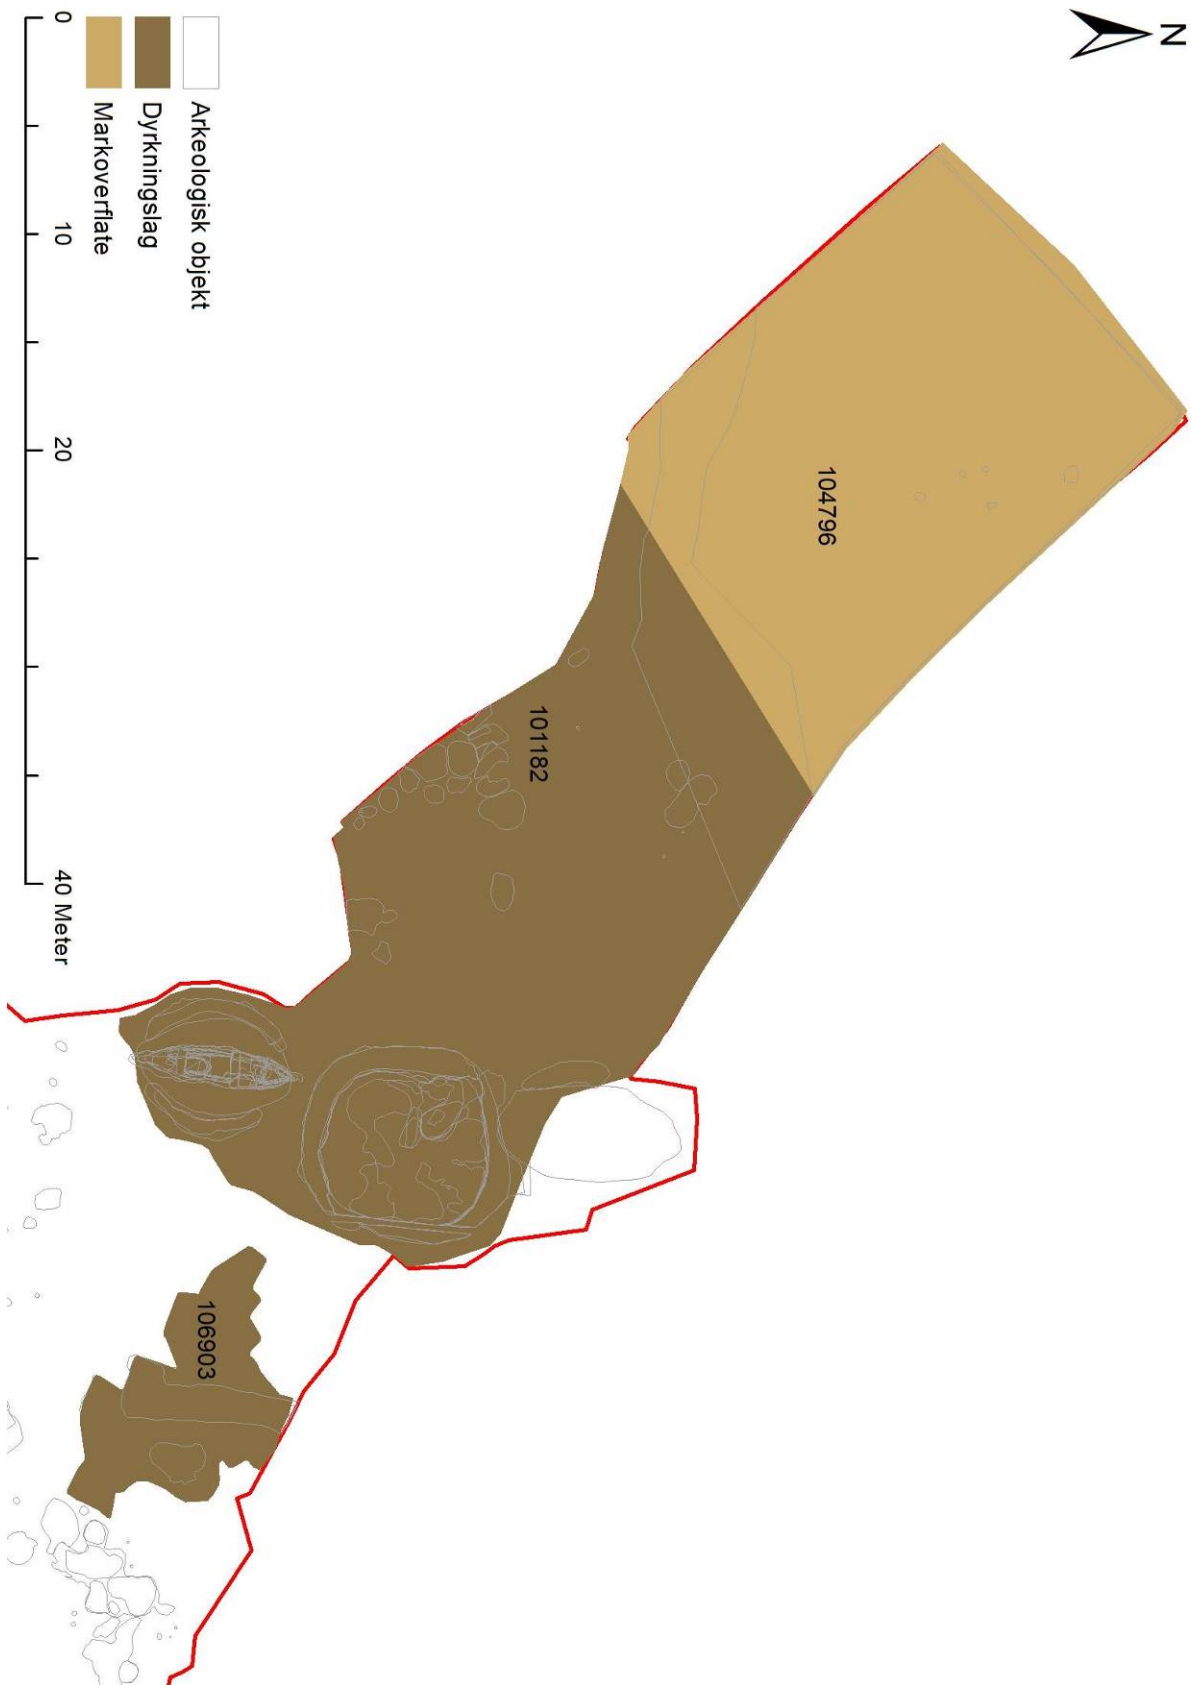 N
104796
101182
106903
Arkeologisk objekt
Dyrkningslag
Markoverflate
0 10 20 40 Meter